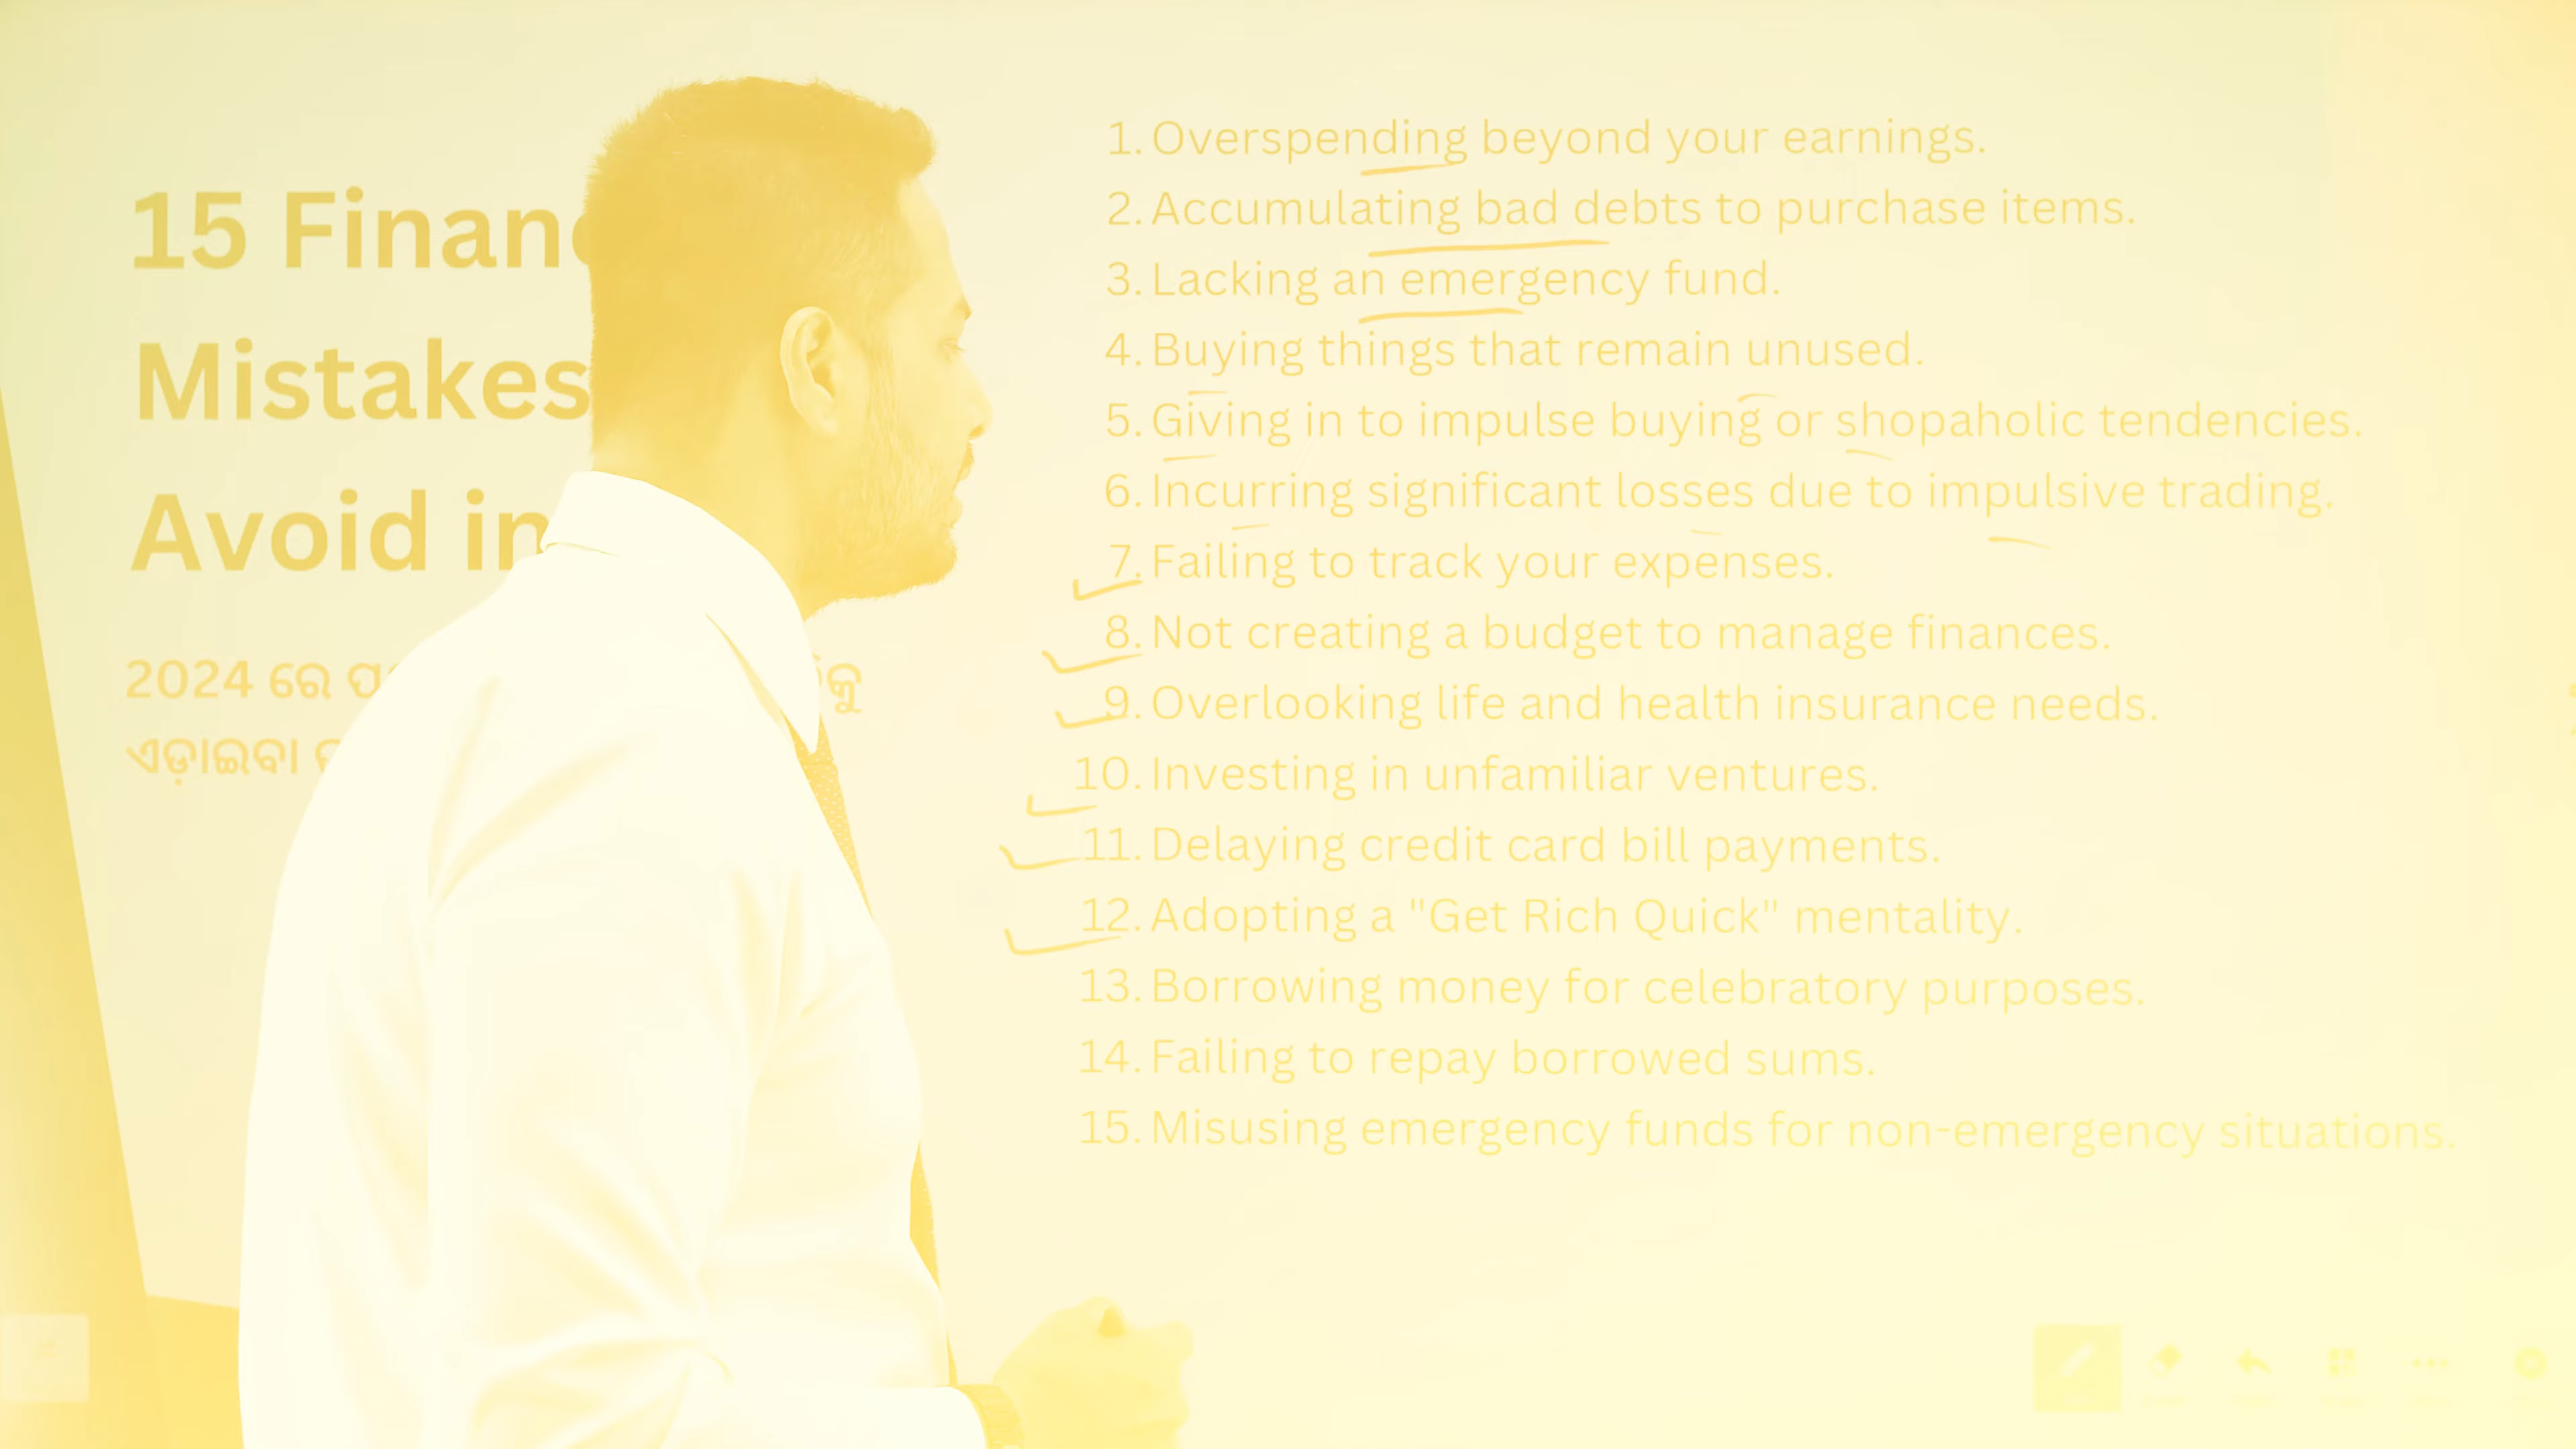 15 Financ
Mistakes
Avoid in
2024 ରେ
ଏଡ଼ାଇବା
1. Overspending beyond your earnings.
2. Accumulating bad debts to purchase items.
3. Lacking an emergency fund.
4. Buying things that remain unused.
5. Giving in to impulse buying or shopaholic tendencies.
6. Incurring significant losses due to impulsive trading.
7. Failing to track your expenses.
8. Not creating a budget to manage finances.
9. Overlooking life and health insurance needs.
10. Investing in unfamiliar ventures.
11. Delaying credit card bill payments.
12. Adopting a "Get Rich Quick" mentality.
13. Borrowing money for celebratory purposes.
14. Failing to repay borrowed sums.
15. Misusing emergency funds for non-emergency situations.